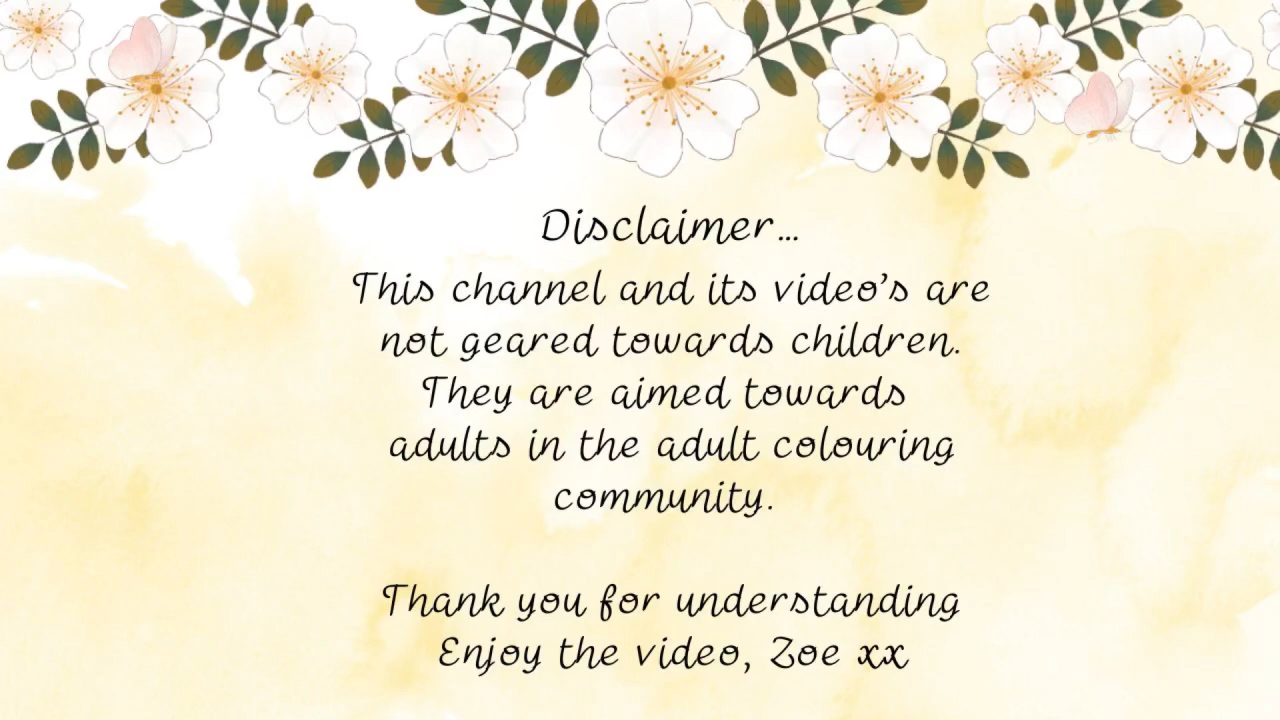 Disclaimer...
This channel and its video's are
not geared towards children.
They are aimed towards
adults in the adult colouring
community.
Thank you for understanding
Enjoy the video, Zoe xx